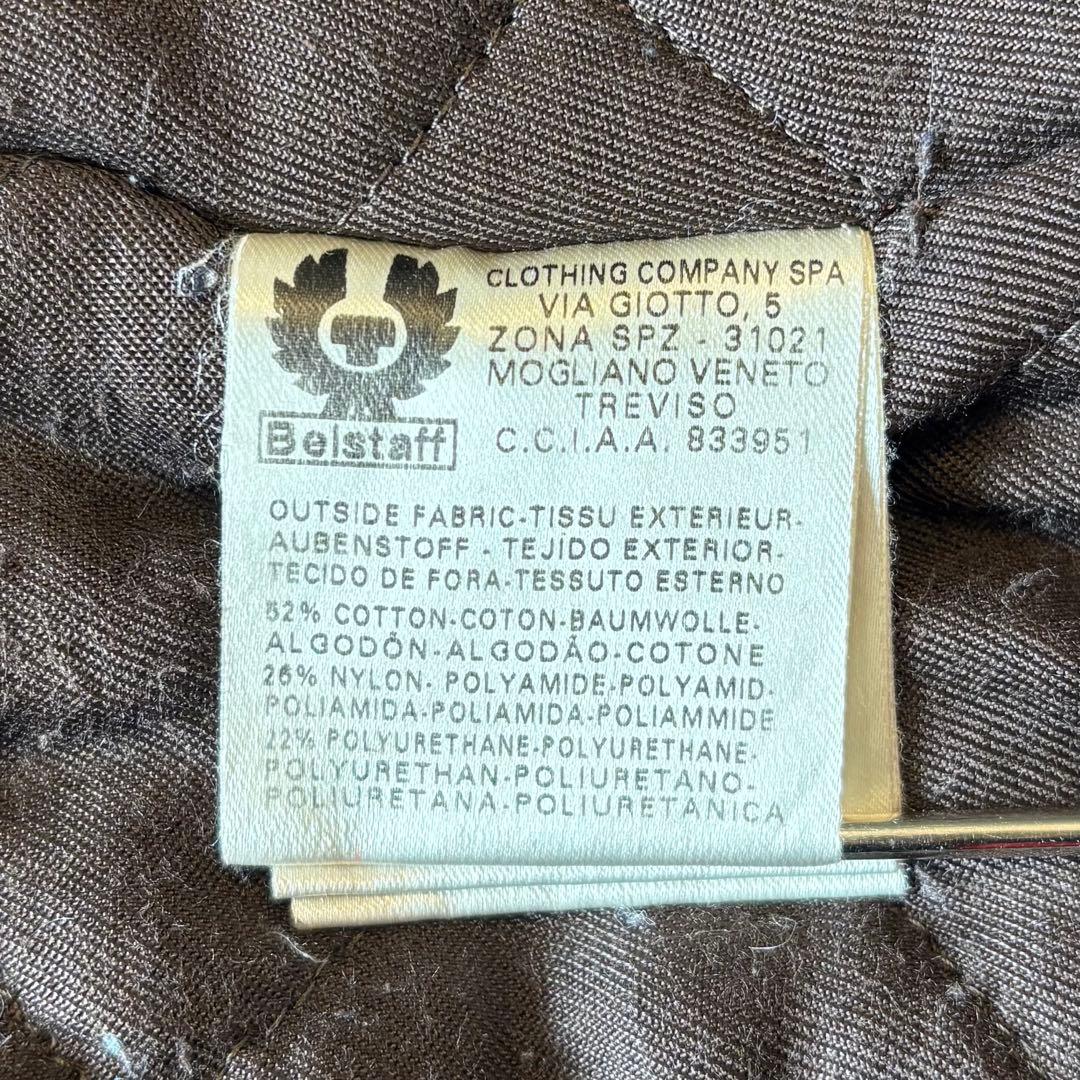 CLOTHING COMPANY SPA
VIA GIOTTO, 5
ZONA SPZ - 31021
MOGLIANO VENETO
TREVISO
C.C.I.A.A. 833951
Belstaff
OUTSIDE FABRIC-TISSU EXTERIEUR-
AUBENSTOFF - TEJIDO EXTERIOR-
TECIDO DE FORA-TESSUTO ESTERNO
52% COTTON-COTON-BAUMWOLLE-
ALGODÔN-ALGODÂO-COTONE
26% NYLON- POLYAMIDE-POLYAMID-
POLIAMIDA-POLIAMIDA-POLIAMMIDE
22% POLYURETHANE-POLYURETHANE-
POLYURETHAN-POLIURETANO-
POLIURETANA-POLIURETANICA